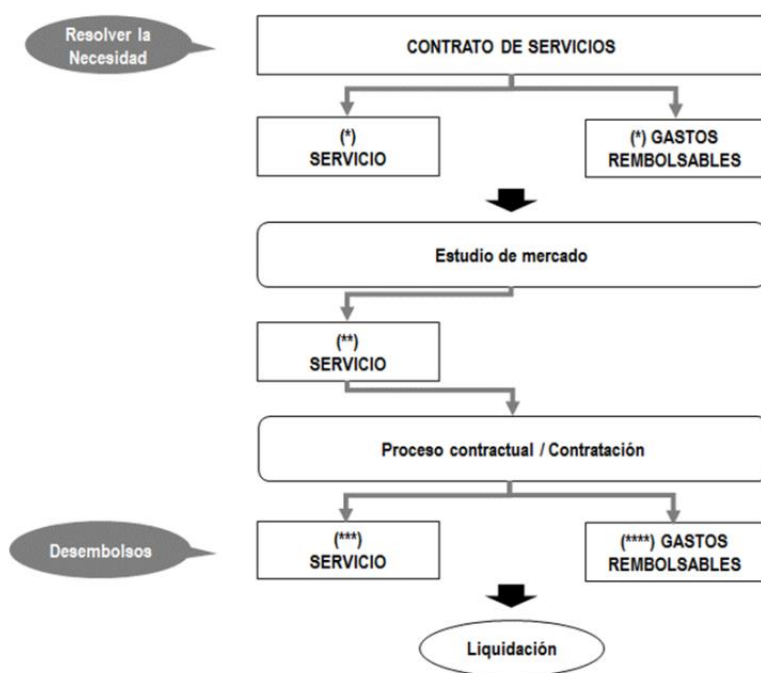 Resolver la
Necesidad
CONTRATO DE SERVICIOS
(*)
SERVICIO
(*) GASTOS
REMBOLSABLES
Estudio de mercado
(**)
SERVICIO
Proceso contractual / Contratación
Desembolsos
(***)
SERVICIO
(****) GASTOS
REMBOLSABLES
Liquidación